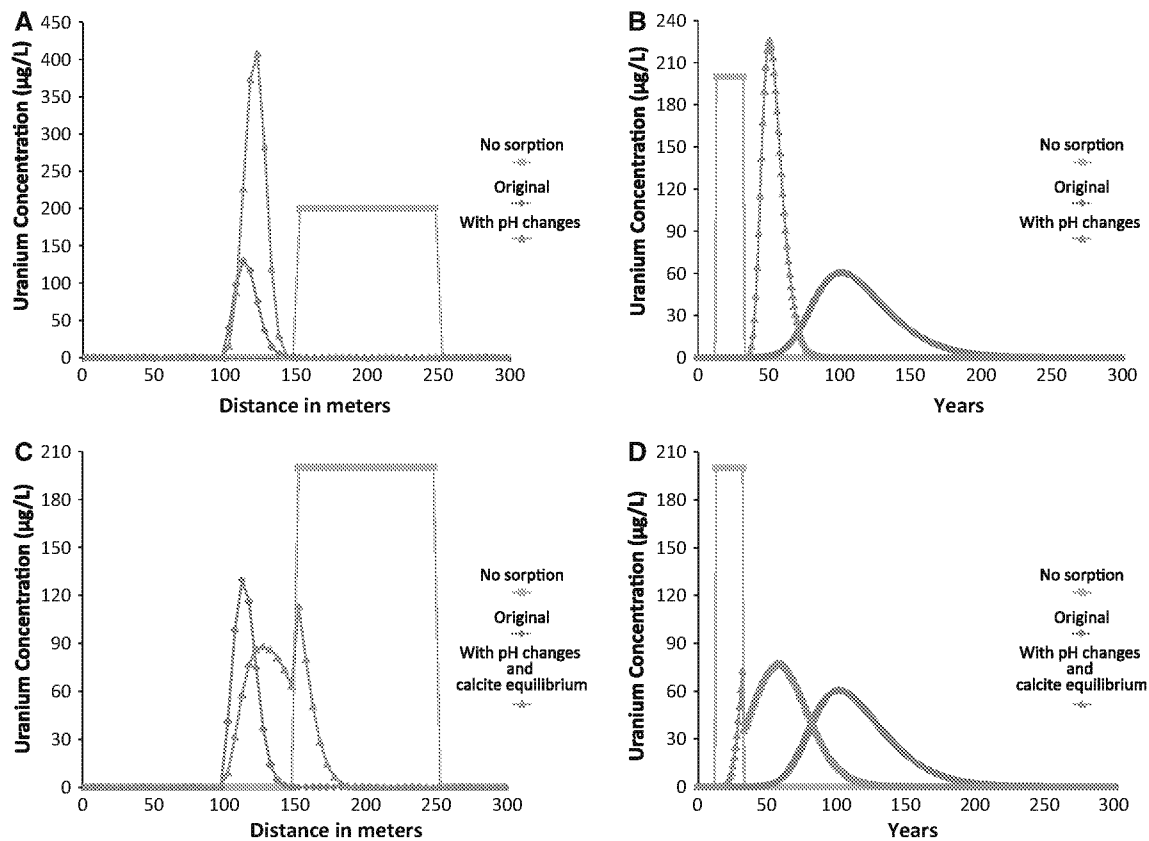 A
Uranium Concentration (µg/L)
450
400
350
300
250
200
150
100
50
0
0 50 100 150 200 250 300
Distance in meters
No sorption
Original
With pH changes
B
Uranium Concentration (µg/L)
240
210
180
150
120
90
60
30
0
0 50 100 150 200 250 300
Years
No sorption
Original
With pH changes
C
Uranium Concentration (µg/L)
210
180
150
120
90
60
30
0
0 50 100 150 200 250 300
Distance in meters
No sorption
Original
With pH changes
and
calcite equilibrium
D
Uranium Concentration (µg/L)
210
180
150
120
90
60
30
0
0 50 100 150 200 250 300
Years
No sorption
Original
With pH changes
and
calcite equilibrium